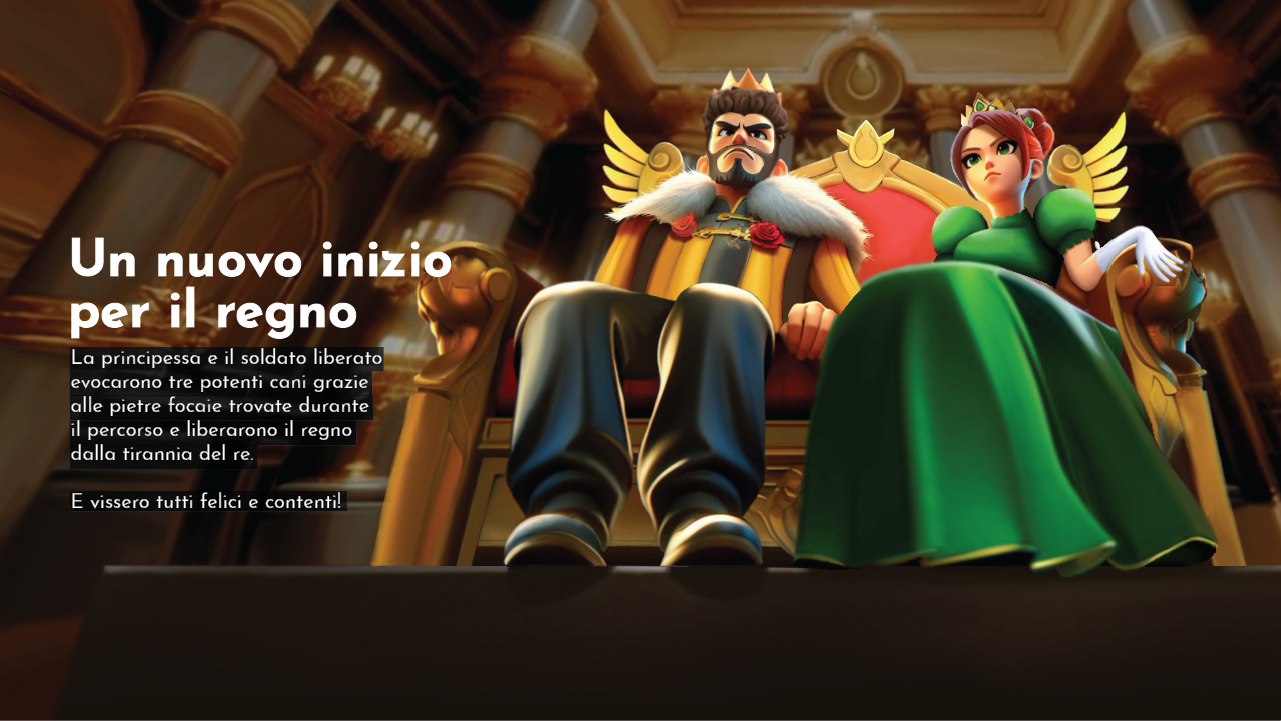 Un nuovo inizio
per il regno
La principessa e il soldato liberato
evocarono tre potenti cani grazie
alle pietre focaie trovate durante
il percorso e liberarono il regno
dalla tirannia del re.
E vissero tutti felici e contenti!